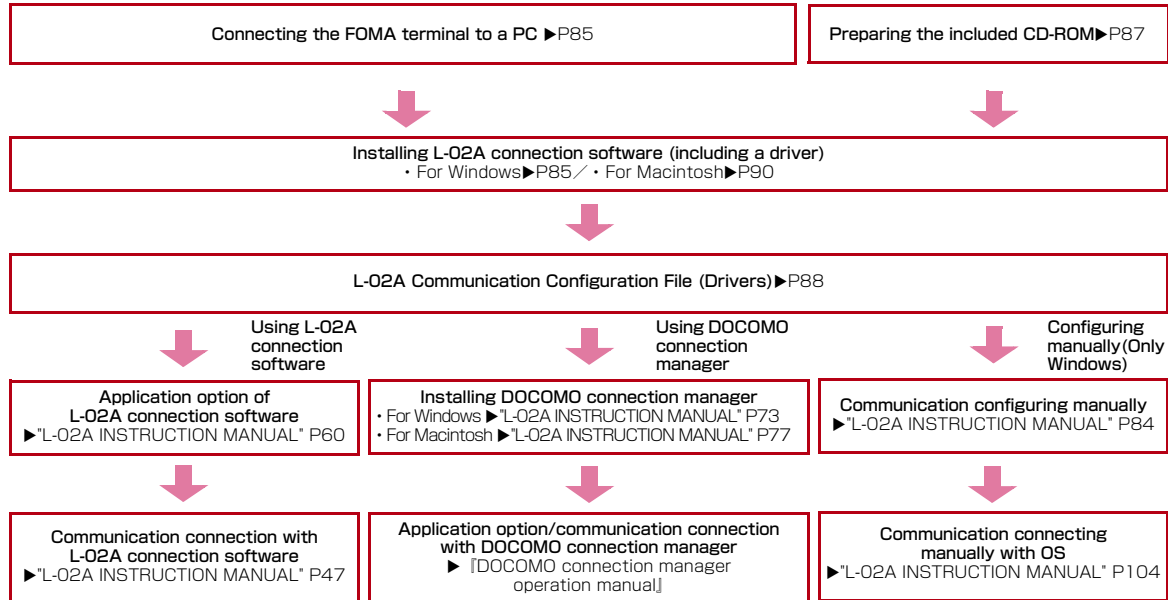 Connecting the FOMA terminal to a PC ▶P85
Preparing the included CD-ROM▶P87
Installing L-02A connection software (including a driver)
・For Windows▶P85／・For Macintosh▶P90
L-02A Communication Configuration File (Drivers)▶P88
Using L-02A
connection
software
Using DOCOMO
connection
manager
Configuring
manually(Only
Windows)
Application option of
L-02A connection software
▶"L-02A INSTRUCTION MANUAL" P60
Installing DOCOMO connection manager
・For Windows ▶"L-02A INSTRUCTION MANUAL" P73
・For Macintosh ▶"L-02A INSTRUCTION MANUAL" P77
Communication configuring manually
▶"L-02A INSTRUCTION MANUAL" P84
Communication connection with
L-02A connection software
▶"L-02A INSTRUCTION MANUAL" P47
Application option/communication connection
with DOCOMO connection manager
▶『DOCOMO connection manager
operation manual』
Communication connecting
manually with OS
▶"L-02A INSTRUCTION MANUAL" P104